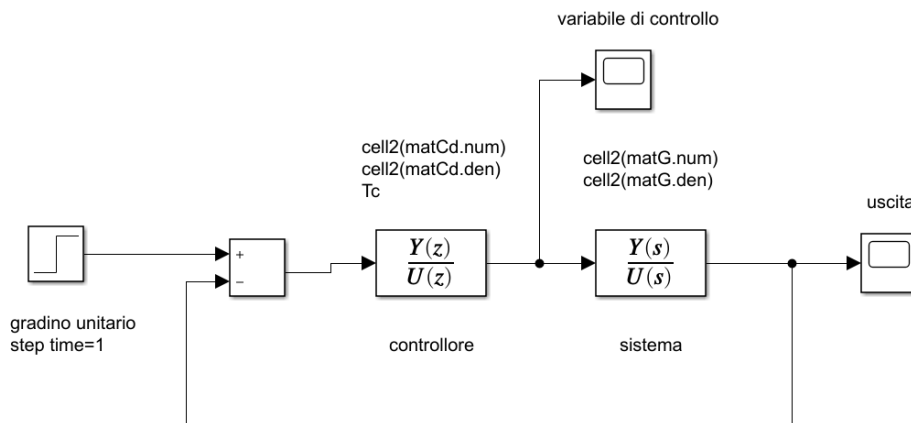 variabile di controllo
cell2(matCd.num)
cell2(matCd.den)
Tc
cell2(matG.num)
cell2(matG.den)
uscita
+
−
Y(z)
U(z)
Y(s)
U(s)
gradino unitario
step time=1
controllore
sistema